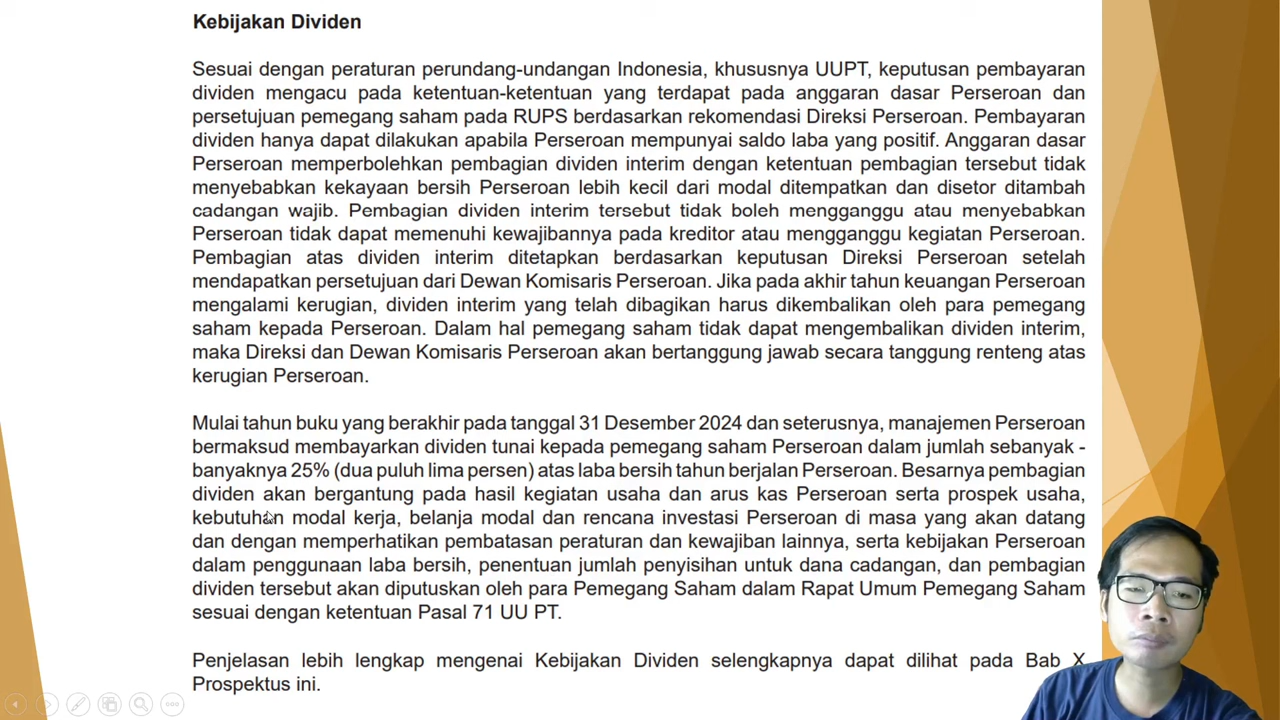 Kebijakan Dividen
Sesuai dengan peraturan perundang-undangan Indonesia, khususnya UUPT, keputusan pembayaran
dividen mengacu pada ketentuan-ketentuan yang terdapat pada anggaran dasar Perseroan dan
persetujuan pemegang saham pada RUPS berdasarkan rekomendasi Direksi Perseroan. Pembayaran
dividen hanya dapat dilakukan apabila Perseroan mempunyai saldo laba yang positif. Anggaran dasar
Perseroan memperbolehkan pembagian dividen interim dengan ketentuan pembagian tersebut tidak
menyebabkan kekayaan bersih Perseroan lebih kecil dari modal ditempatkan dan disetor ditambah
cadangan wajib. Pembagian dividen interim tersebut tidak boleh mengganggu atau menyebabkan
Perseroan tidak dapat memenuhi kewajibannya pada kreditor atau mengganggu kegiatan Perseroan.
Pembagian atas dividen interim ditetapkan berdasarkan keputusan Direksi Perseroan setelah
mendapatkan persetujuan dari Dewan Komisaris Perseroan. Jika pada akhir tahun keuangan Perseroan
mengalami kerugian, dividen interim yang telah dibagikan harus dikembalikan oleh para pemegang
saham kepada Perseroan. Dalam hal pemegang saham tidak dapat mengembalikan dividen interim,
maka Direksi dan Dewan Komisaris Perseroan akan bertanggung jawab secara tanggung renteng atas
kerugian Perseroan.
Mulai tahun buku yang berakhir pada tanggal 31 Desember 2024 dan seterusnya, manajemen Perseroan
bermaksud membayarkan dividen tunai kepada pemegang saham Perseroan dalam jumlah sebanyak -
banyaknya 25% (dua puluh lima persen) atas laba bersih tahun berjalan Perseroan. Besarnya pembagian
dividen akan bergantung pada hasil kegiatan usaha dan arus kas Perseroan serta prospek usaha,
kebutuhan modal kerja, belanja modal dan rencana investasi Perseroan di masa yang akan datang
dan dengan memperhatikan pembatasan peraturan dan kewajiban lainnya, serta kebijakan Perseroan
dalam penggunaan laba bersih, penentuan jumlah penyisihan untuk dana cadangan, dan pembagian
dividen tersebut akan diputuskan oleh para Pemegang Saham dalam Rapat Umum Pemegang Saham
sesuai dengan ketentuan Pasal 71 UU PT.
Penjelasan lebih lengkap mengenai Kebijakan Dividen selengkapnya dapat dilihat pada Bab X
Prospektus ini.